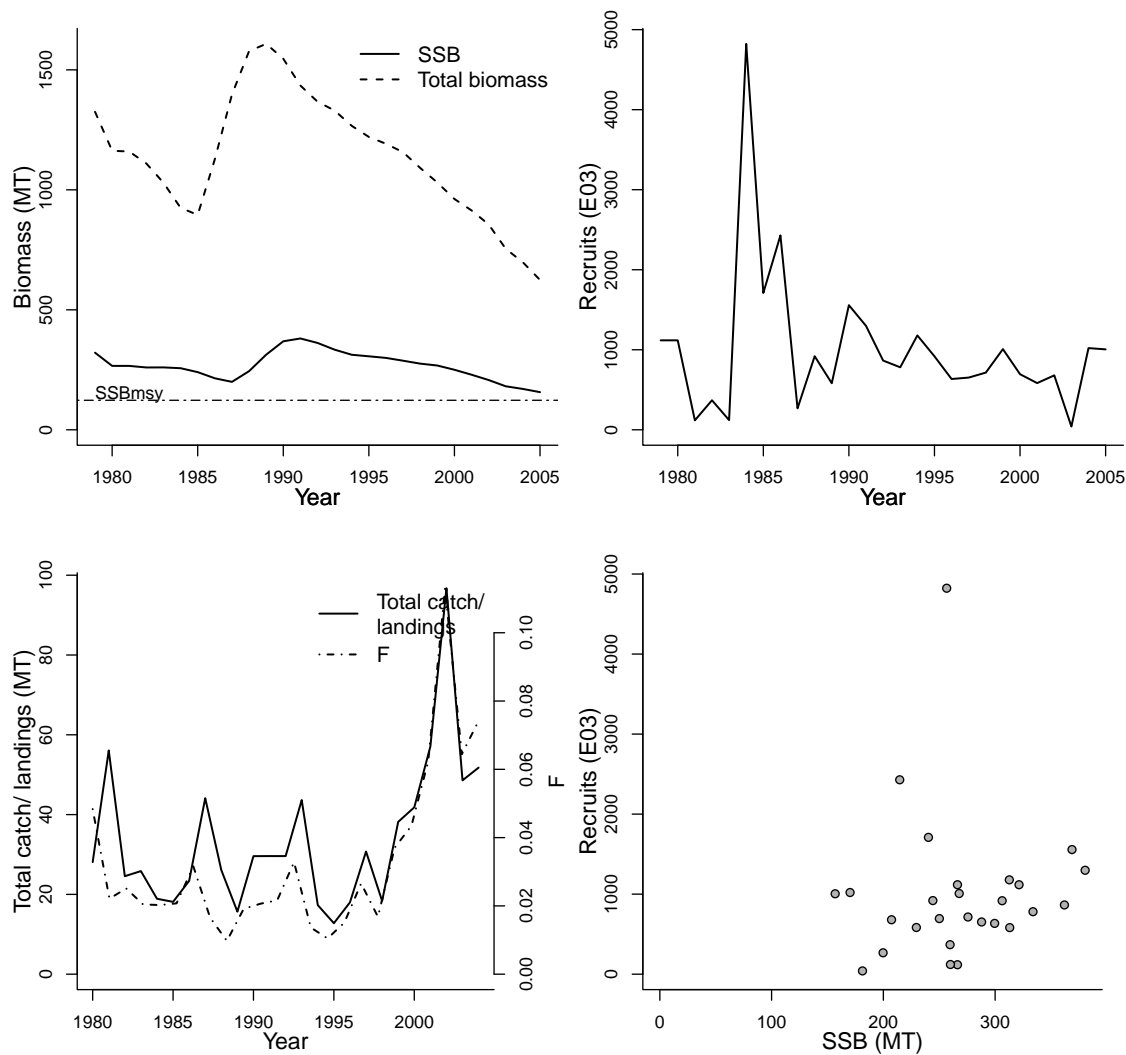 Biomass (MT)
1500
1000
500
0
SSB
Total biomass
SSBmsy
1980 1985 1990 1995 2000 2005
Year
Recruits (E03)
5000
4000
3000
2000
1000
0
1980 1985 1990 1995 2000 2005
Year
Total catch/ landings (MT)
100
80
60
40
20
0
Total catch/
landings
F
0.10
0.08
0.06
0.04
0.02
0.00
F
1980 1985 1990 1995 2000
Year
Recruits (E03)
5000
4000
3000
2000
1000
0
0 100 200 300
SSB (MT)